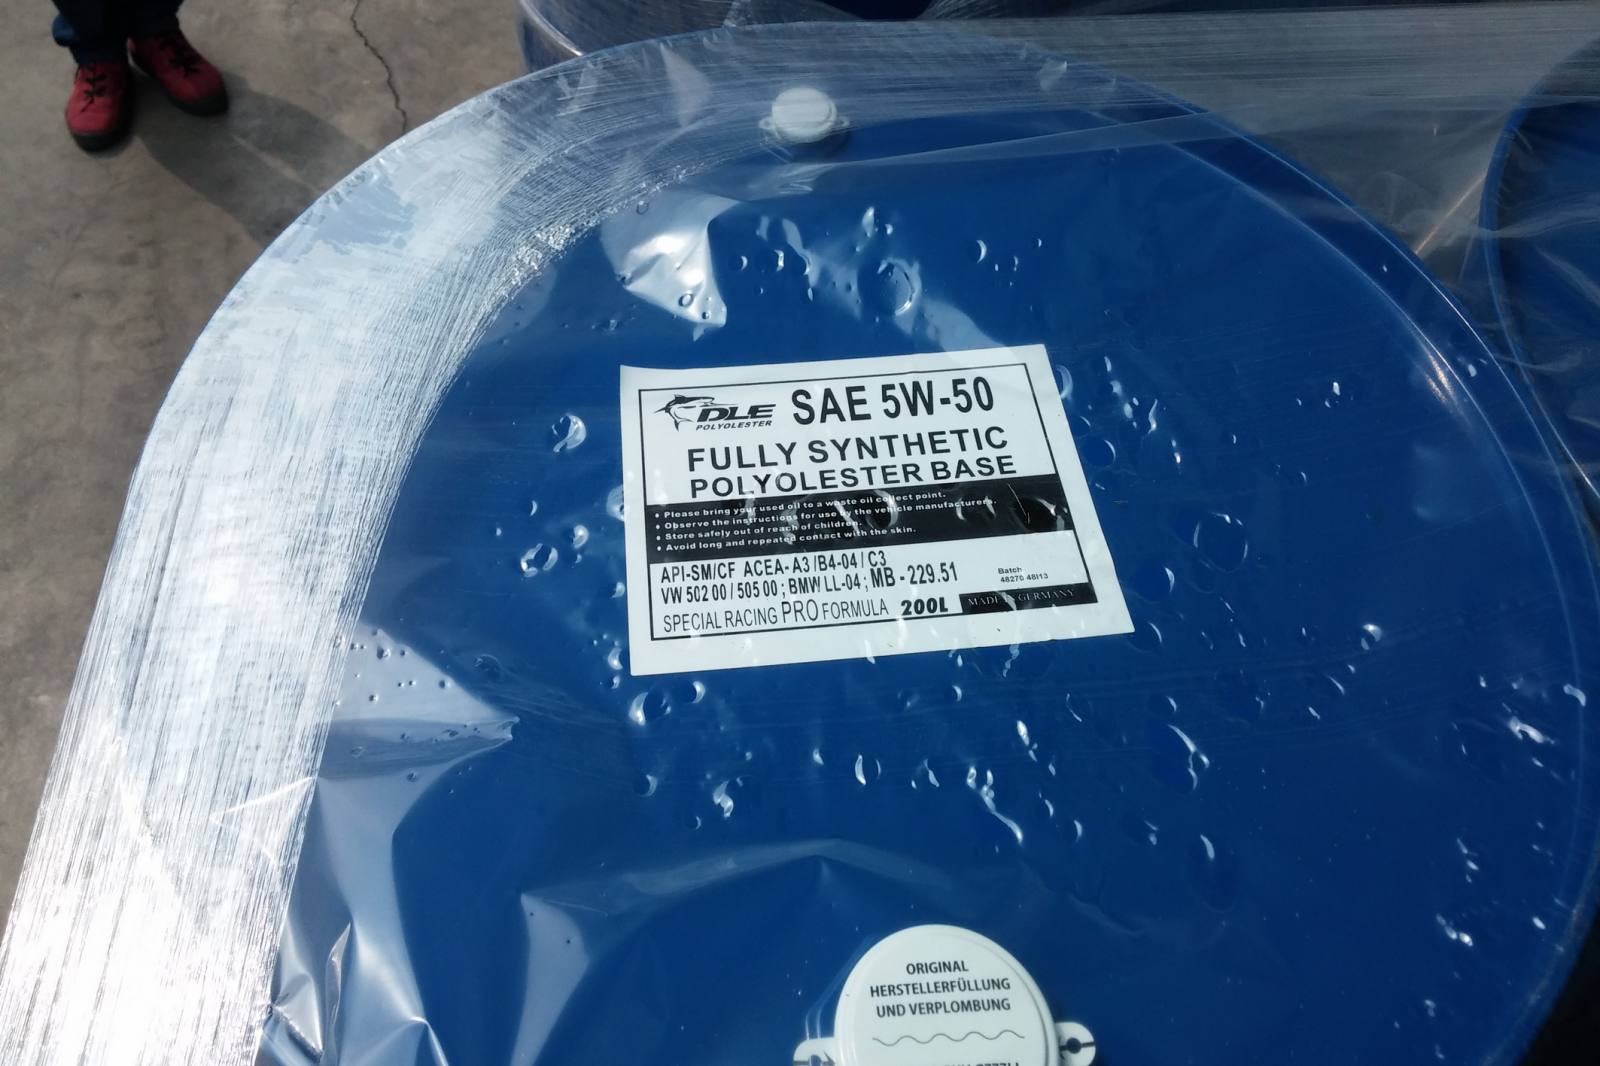 DLE
POLYOLESTER
SAE 5W-50
FULLY SYNTHETIC
POLYOLESTER BASE
• Please bring your used oil to a waste oil collect point.
• Observe the instructions for use by the vehicle manufacturers.
• Store safely out of reach of children.
• Avoid long and repeated contact with the skin.
API-SM/CF ACEA-A3/B4-04/C3
VW 502 00/505 00; BMW LL-04; MB-229.51
Batch
48270 48I13
SPECIAL RACING PRO FORMULA 200L MADE IN GERMANY
ORIGINAL
HERSTELLERFÜLLUNG
UND VERPLOMBUNG